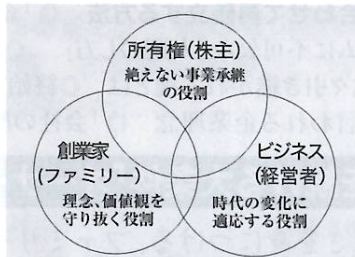 所有権(株主)
絶えない事業承継
の役割
創業家
(ファミリー)
理念、価値観を
守り抜く役割
ビジネス
(経営者)
時代の変化に
適応する役割